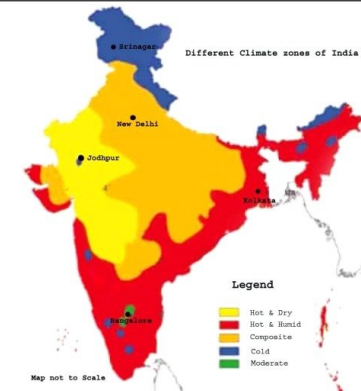 Srinagar
Different Climate zones of India
New Delhi
Jodhpur
Kolkata
Bangalore
Legend
Hot & Dry
Hot & Humid
Composite
Cold
Moderate
Map not to Scale